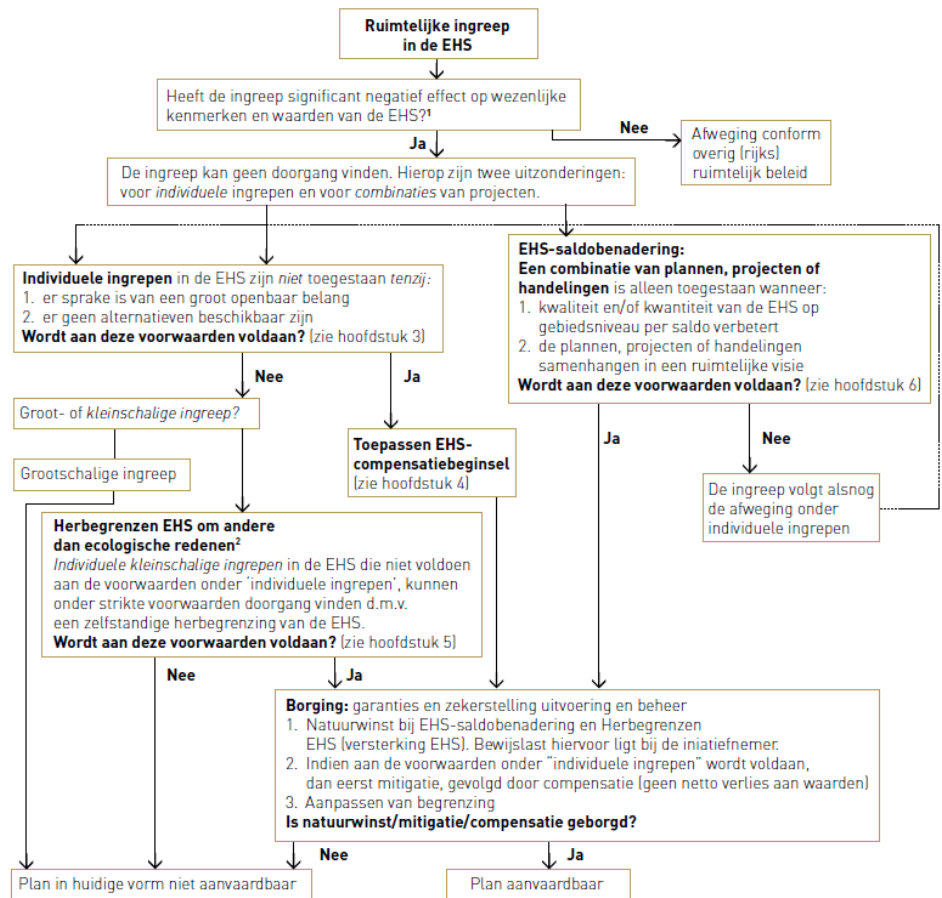 Ruimtelijke ingreep
in de EHS
Heeft de ingreep significant negatief effect op wezenlijke
kenmerken en waarden van de EHS?¹
Nee
Afweging conform
overig (rijks)
ruimtelijk beleid
Ja
De ingreep kan geen doorgang vinden. Hierop zijn twee uitzonderingen:
voor individuele ingrepen en voor combinaties van projecten.
Individuele ingrepen in de EHS zijn niet toegestaan tenzij:
1. er sprake is van een groot openbaar belang
2. er geen alternatieven beschikbaar zijn
Wordt aan deze voorwaarden voldaan? (zie hoofdstuk 3)
EHS-saldobenadering:
Een combinatie van plannen, projecten of
handelingen is alleen toegestaan wanneer:
1. kwaliteit en/of kwantiteit van de EHS op
gebiedsniveau per saldo verbetert
2. de plannen, projecten of handelingen
samenhangen in een ruimtelijke visie
Wordt aan deze voorwaarden voldaan? (zie hoofdstuk 6)
Nee
Ja
Groot- of kleinschalige ingreep?
Grootschalige ingreep
Toepassen EHS-
compensatiebeginsel
(zie hoofdstuk 4)
Ja
Nee
De ingreep volgt alsnog
de afweging onder
individuele ingrepen
Herbegrenzen EHS om andere
dan ecologische redenen²
Individuele kleinschalige ingrepen in de EHS die niet voldoen
aan de voorwaarden onder 'individuele ingrepen', kunnen
onder strikte voorwaarden doorgang vinden d.m.v.
een zelfstandige herbegrenzing van de EHS.
Wordt aan deze voorwaarden voldaan? (zie hoofdstuk 5)
Nee
Ja
Borging: garanties en zekerstelling uitvoering en beheer
1. Natuurwinst bij EHS-saldobenadering en Herbegrenzen
EHS (versterking EHS). Bewijslast hiervoor ligt bij de iniatiefnemer.
2. Indien aan de voorwaarden onder "individuele ingrepen" wordt voldaan,
dan eerst mitigatie, gevolgd door compensatie (geen netto verlies aan waarden)
3. Aanpassen van begrenzing
Is natuurwinst/mitigatie/compensatie geborgd?
Nee
Ja
Plan in huidige vorm niet aanvaardbaar
Plan aanvaardbaar